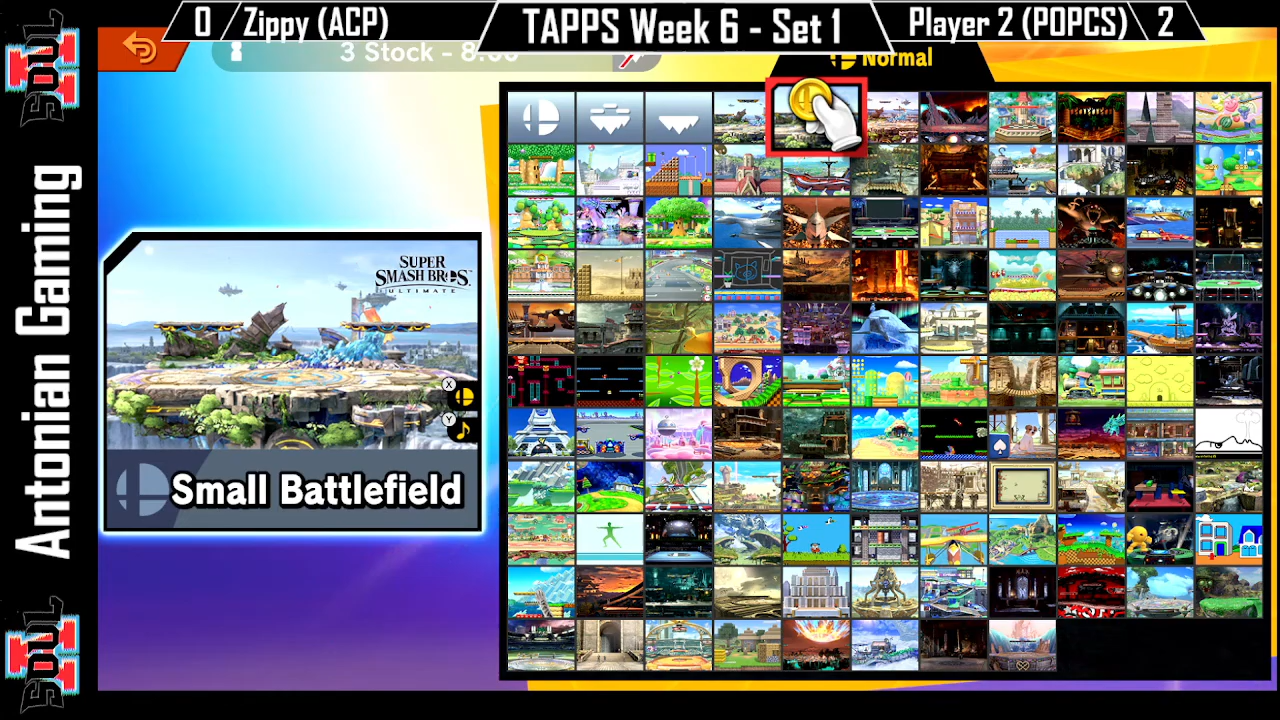 0 Zippy (ACP) TAPPS Week 6 - Set 1 Player 2 (POPCS) 2
3 Stock - 8:00
Normal
Antonian Gaming
SUPER
SMASH BROS.
ULTIMATE
X
Y
Small Battlefield